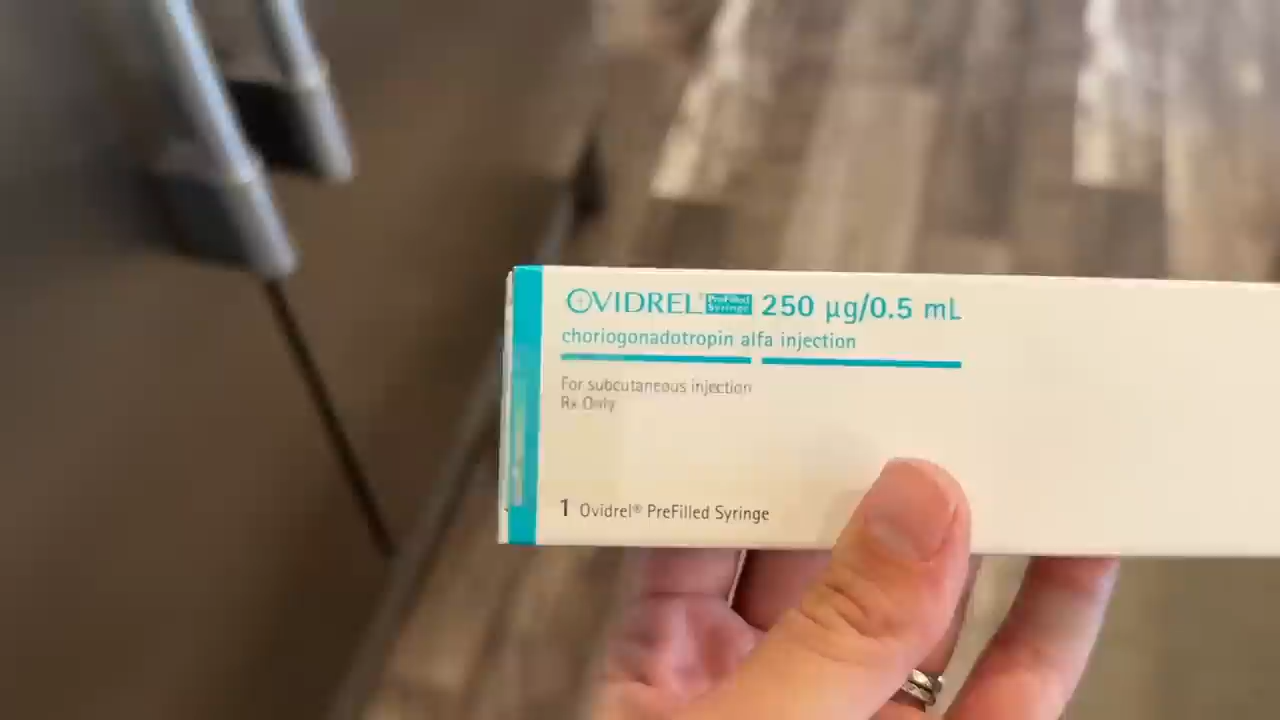 OVIDREL® PreFilled Syringe 250 µg/0.5 mL
choriogonadotropin alfa injection
For subcutaneous injection
Rx Only
1 Ovidrel® PreFilled Syringe